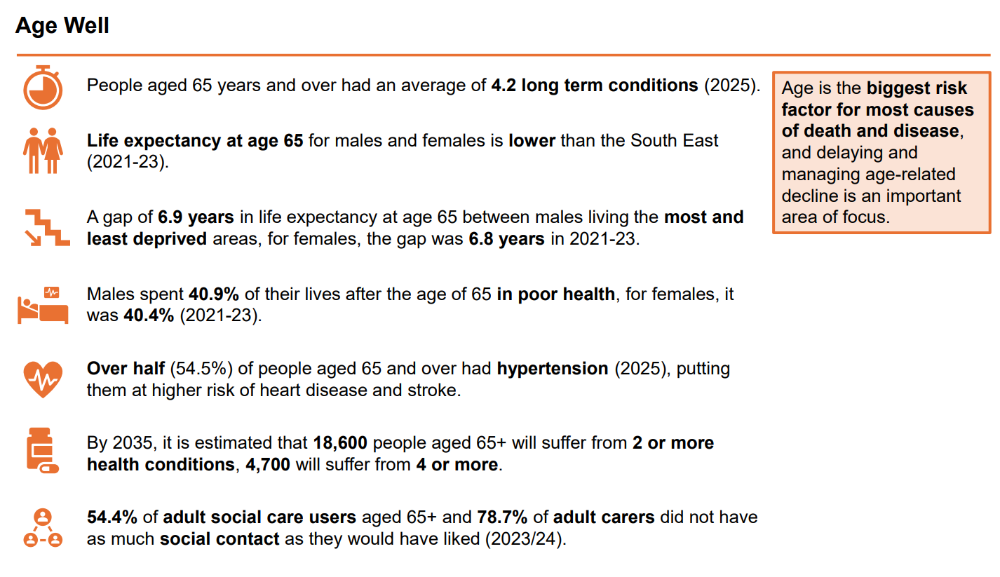 Age Well
People aged 65 years and over had an average of 4.2 long term conditions (2025).
Life expectancy at age 65 for males and females is lower than the South East
(2021-23).
A gap of 6.9 years in life expectancy at age 65 between males living the most and
least deprived areas, for females, the gap was 6.8 years in 2021-23.
Males spent 40.9% of their lives after the age of 65 in poor health, for females, it
was 40.4% (2021-23).
Over half (54.5%) of people aged 65 and over had hypertension (2025), putting
them at higher risk of heart disease and stroke.
By 2035, it is estimated that 18,600 people aged 65+ will suffer from 2 or more
health conditions, 4,700 will suffer from 4 or more.
54.4% of adult social care users aged 65+ and 78.7% of adult carers did not have
as much social contact as they would have liked (2023/24).
Age is the biggest risk
factor for most causes
of death and disease,
and delaying and
managing age-related
decline is an important
area of focus.